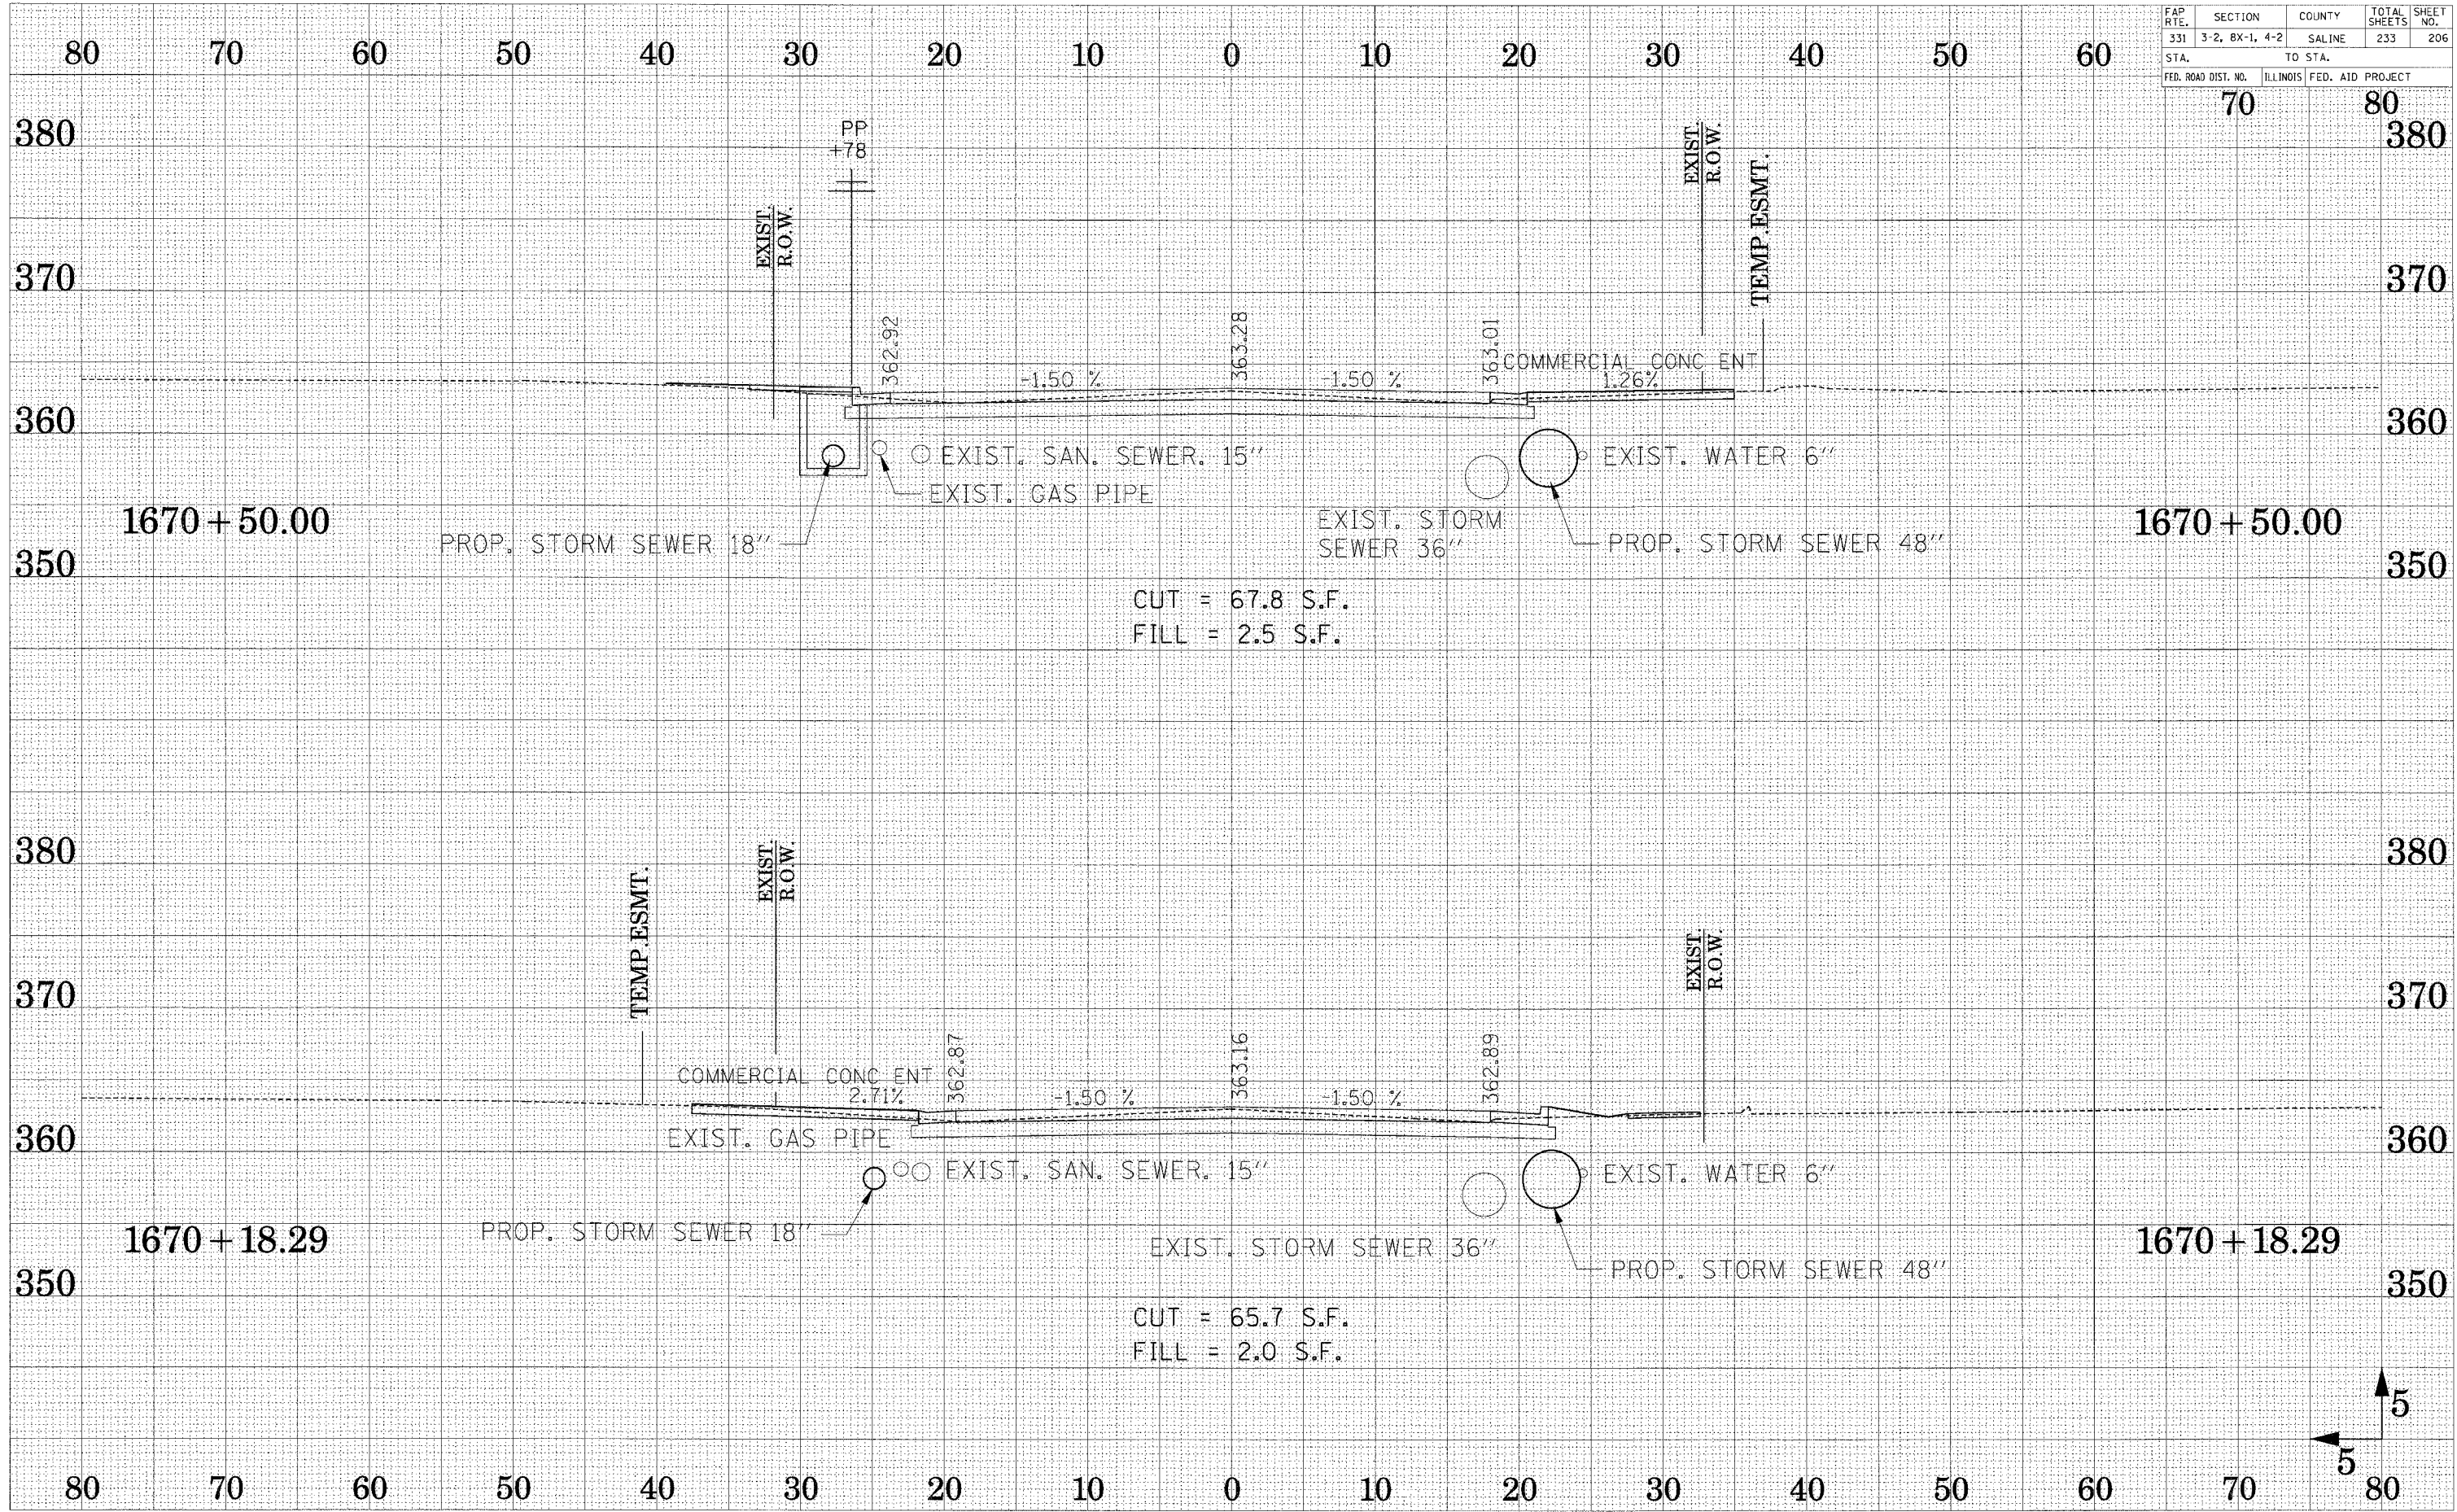 FAP RTE. SECTION COUNTY TOTAL SHEETS SHEET NO.
331 3-2, 8X-1, 4-2 SALINE 233 206
STA. TO STA.
FED. ROAD DIST. NO. ILLINOIS FED. AID PROJECT
80 70 60 50 40 30 20 10 0 10 20 30 40 50 60 70 80
380 380
PP
+78
EXIST.
R.O.W.
EXIST.
R.O.W.
TEMP.ESMT.
370 370
362.92
363.28
363.01
COMMERCIAL CONC ENT
-1.50 %
-1.50 %
1.26%
360 360
EXIST. SAN. SEWER. 15''
EXIST. WATER 6''
EXIST. GAS PIPE
1670+50.00
EXIST. STORM
SEWER 36''
1670+50.00
PROP. STORM SEWER 18''
PROP. STORM SEWER 48''
350 350
CUT = 67.8 S.F.
FILL = 2.5 S.F.
380 380
TEMP.ESMT.
EXIST.
R.O.W.
EXIST.
R.O.W.
370 370
362.87
363.16
362.89
COMMERCIAL CONC ENT
2.71%
-1.50 %
-1.50 %
360 360
EXIST. GAS PIPE
EXIST. SAN. SEWER. 15''
EXIST. WATER 6''
PROP. STORM SEWER 18''
1670+18.29
1670+18.29
EXIST. STORM SEWER 36''
PROP. STORM SEWER 48''
350 350
CUT = 65.7 S.F.
FILL = 2.0 S.F.
5
5
80 70 60 50 40 30 20 10 0 10 20 30 40 50 60 70 80